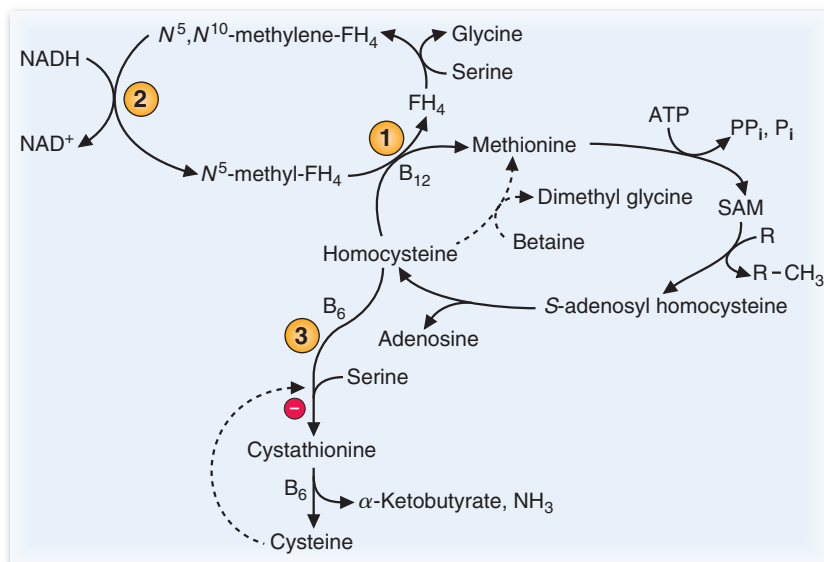 N⁵,N¹⁰-methylene-FH₄
Glycine
NADH
Serine
2
FH₄
NAD⁺
1
ATP
PPᵢ, Pᵢ
N⁵-methyl-FH₄
B₁₂
Methionine
Dimethyl glycine
SAM
Homocysteine
Betaine
R
R–CH₃
S-adenosyl homocysteine
B₆
3
Adenosine
Serine
–
Cystathionine
B₆
α-Ketobutyrate, NH₃
Cysteine